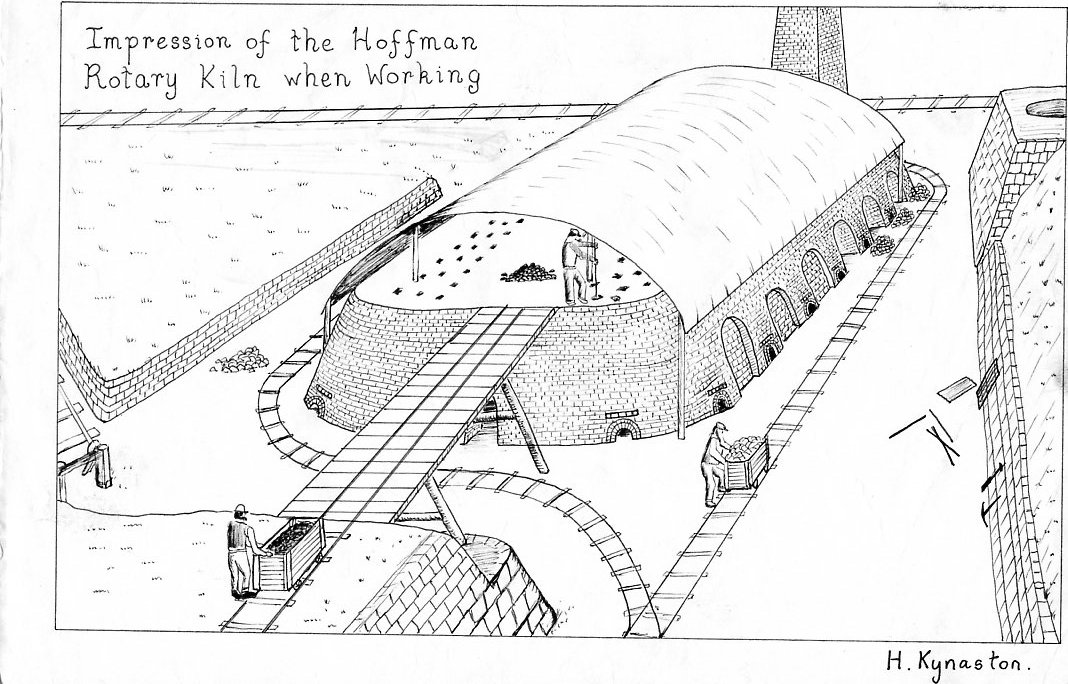 Impression of the Hoffman
Rotary Kiln when Working
H. Kynaston.